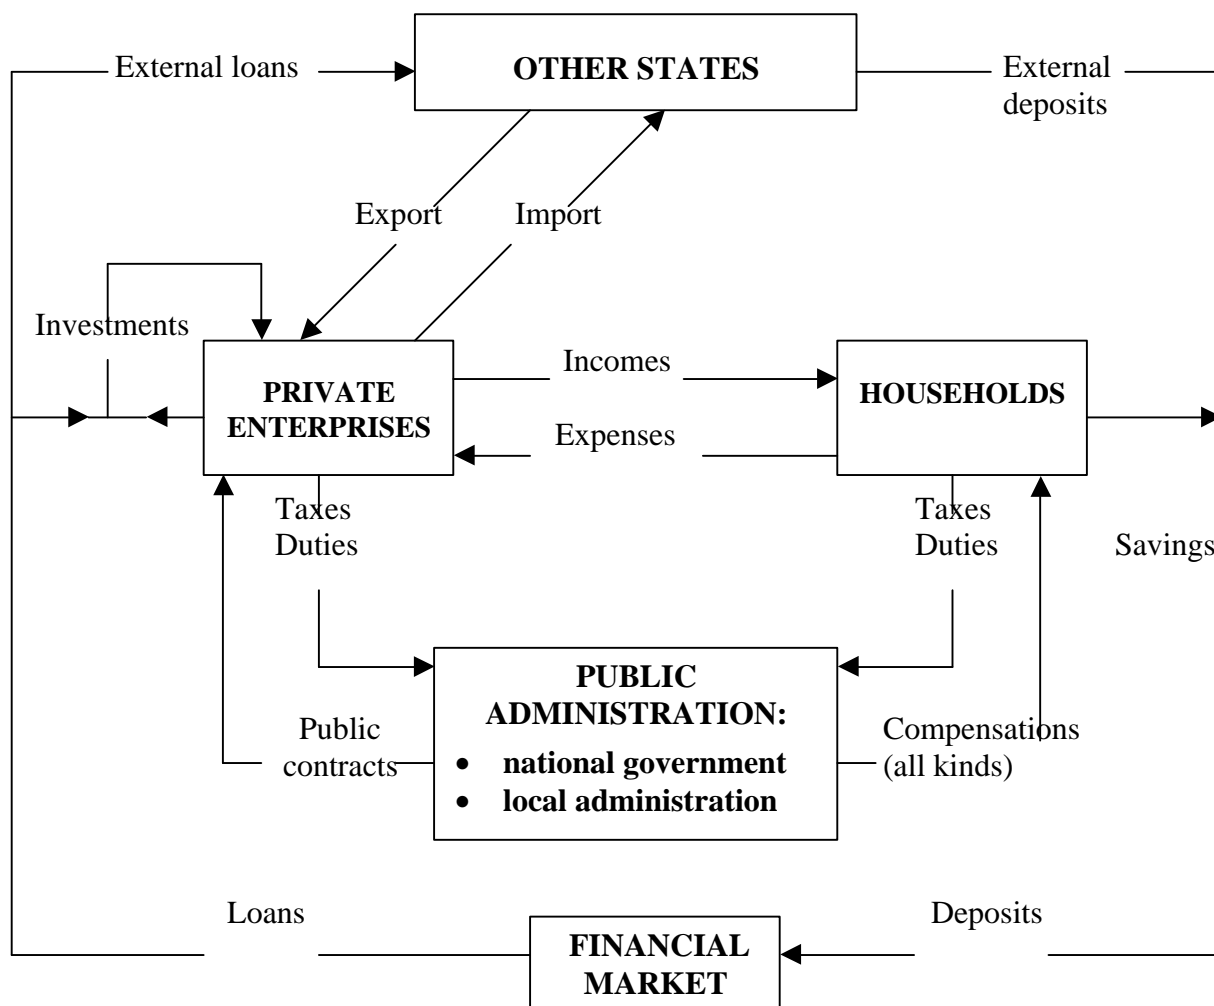 External loans
OTHER STATES
External
deposits
Export
Import
Investments
PRIVATE
ENTERPRISES
Incomes
HOUSEHOLDS
Expenses
Taxes
Duties
Taxes
Duties
Savings
PUBLIC
ADMINISTRATION:
• national government
• local administration
Public
contracts
Compensations
(all kinds)
Loans
FINANCIAL
MARKET
Deposits